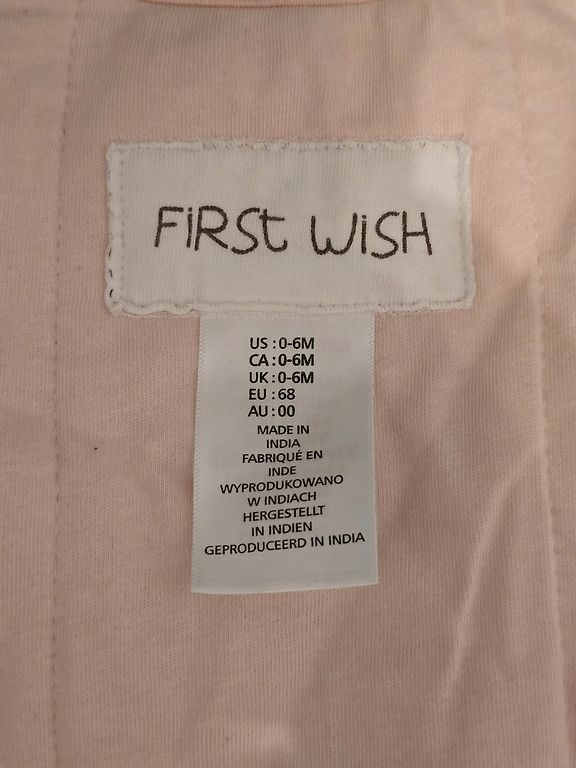 FiRSt WiSH
US : 0-6M
CA : 0-6M
UK : 0-6M
EU : 68
AU : 00
MADE IN
INDIA
FABRIQUÉ EN
INDE
WYPRODUKOWANO
W INDIACH
HERGESTELLT
IN INDIEN
GEPRODUCEERD IN INDIA